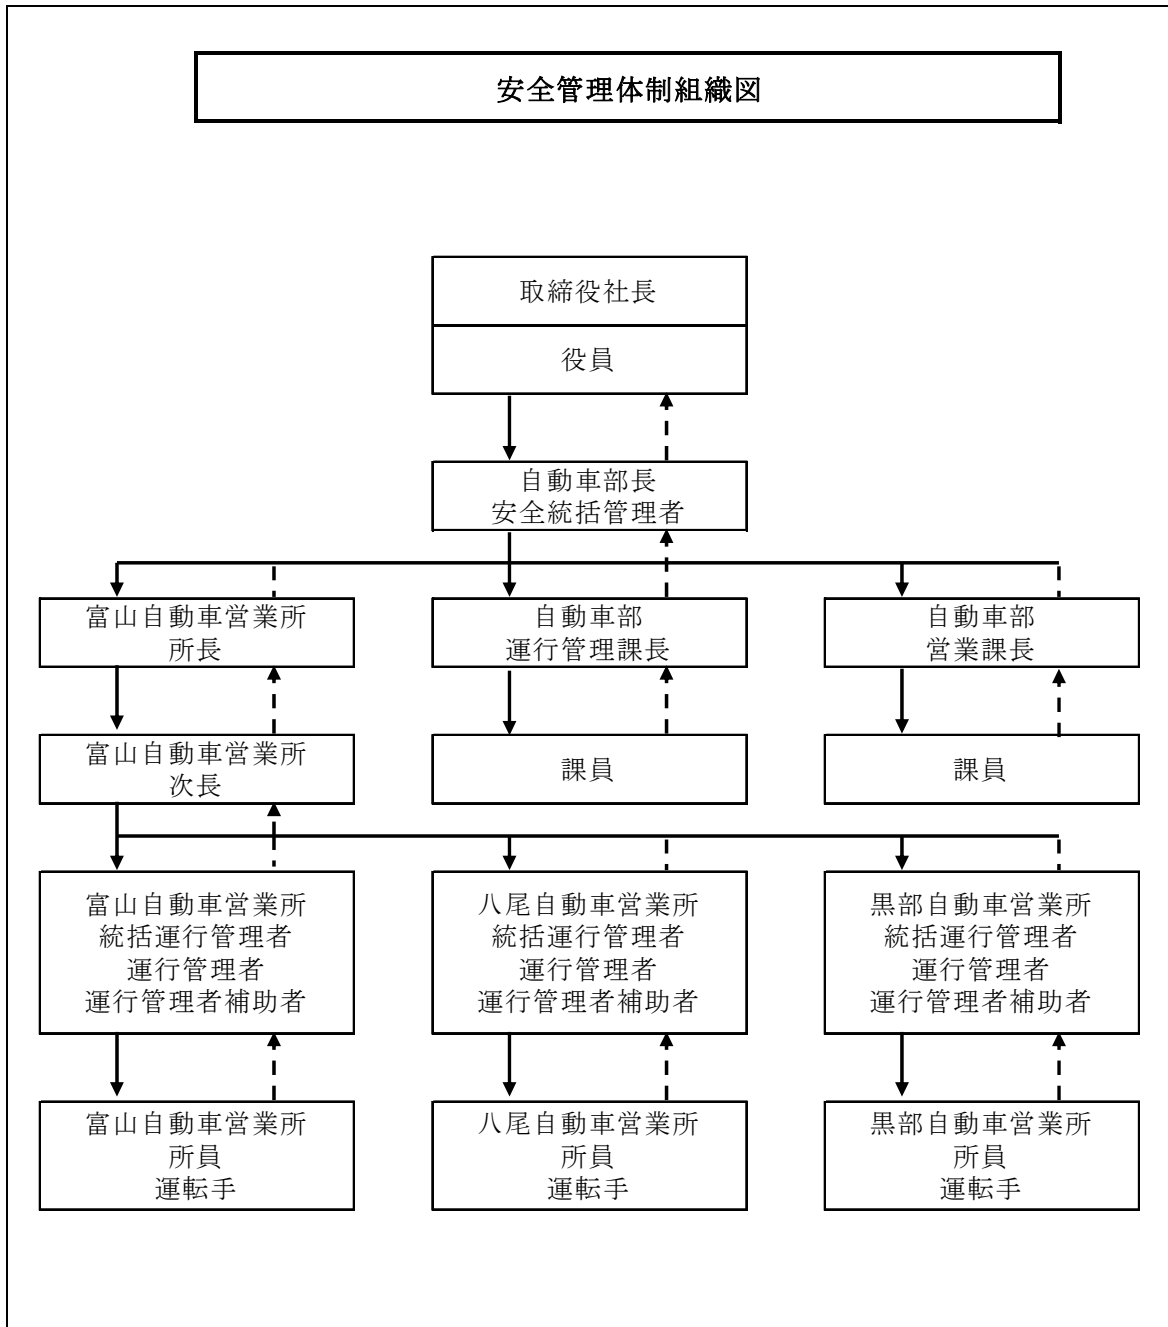 安全管理体制組織図
取締役社長
役員
自動車部長
安全統括管理者
富山自動車営業所
所長
自動車部
運行管理課長
自動車部
営業課長
富山自動車営業所
次長
課員
課員
富山自動車営業所
統括運行管理者
運行管理者
運行管理者補助者
八尾自動車営業所
統括運行管理者
運行管理者
運行管理者補助者
黒部自動車営業所
統括運行管理者
運行管理者
運行管理者補助者
富山自動車営業所
所員
運転手
八尾自動車営業所
所員
運転手
黒部自動車営業所
所員
運転手